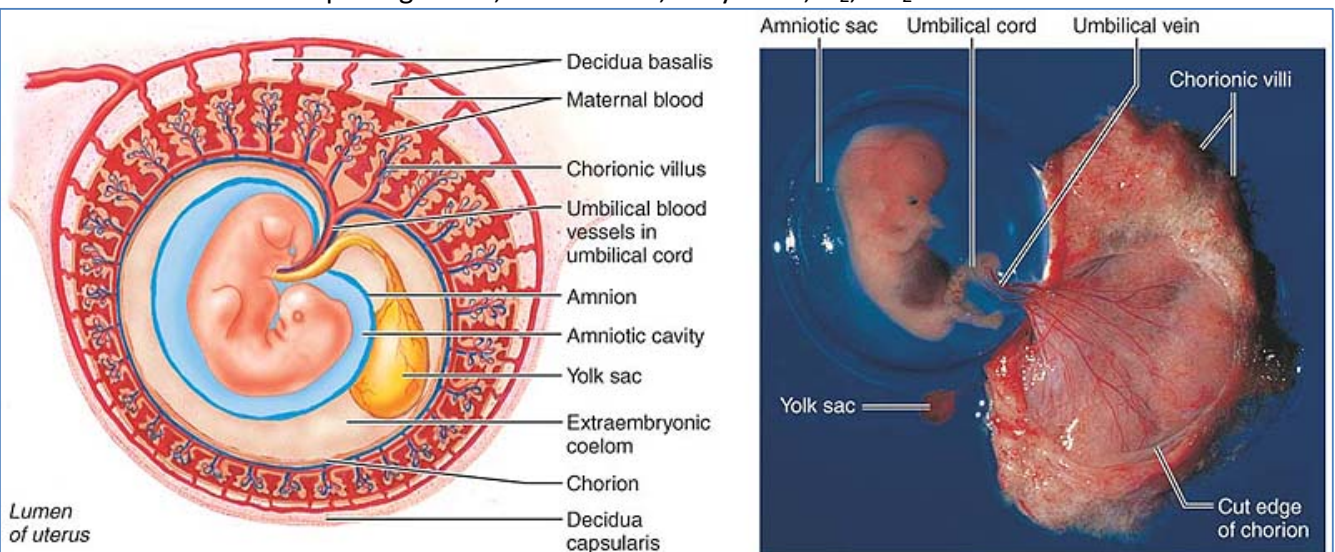 Decidua basalis
Maternal blood
Chorionic villus
Umbilical blood
vessels in
umbilical cord
Amnion
Amniotic cavity
Yolk sac
Extraembryonic
coelom
Chorion
Decidua
capsularis
Lumen
of uterus
Amniotic sac
Umbilical cord
Umbilical vein
Chorionic villi
Yolk sac
Cut edge
of chorion